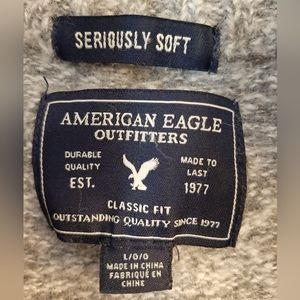 SERIOUSLY SOFT
AMERICAN EAGLE
OUTFITTERS
DURABLE
QUALITY
EST.
MADE TO
LAST
1977
CLASSIC FIT
OUTSTANDING QUALITY SINCE 1977
L/G/G
MADE IN CHINA
FABRIQUÉ EN
CHINE